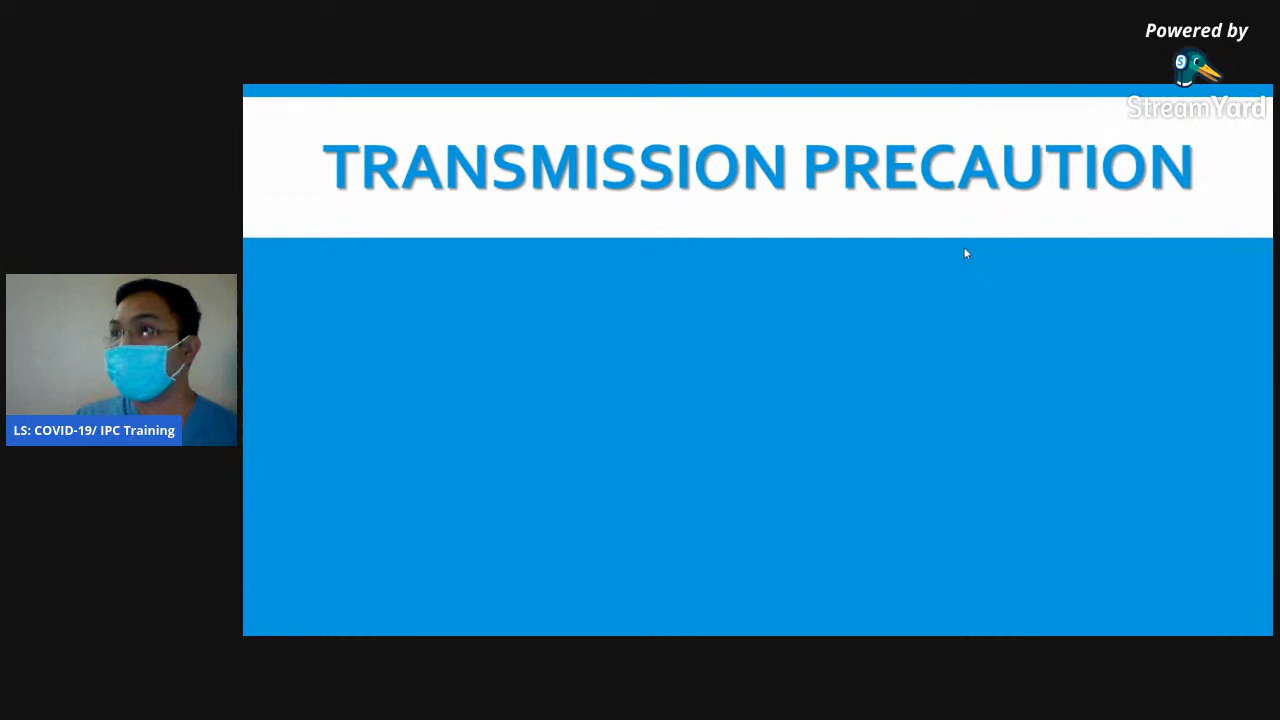 Powered by
StreamYard
TRANSMISSION PRECAUTION
LS: COVID-19/ IPC Training